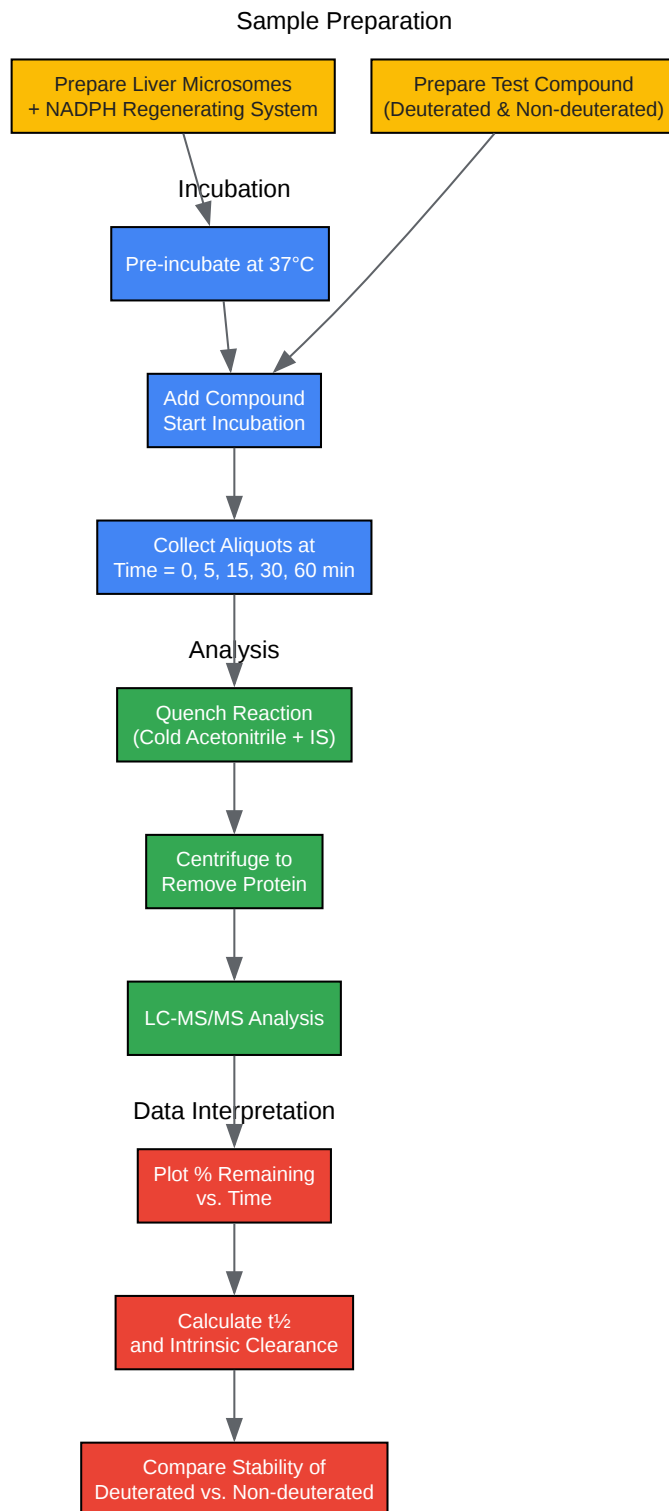 Sample Preparation
Prepare Liver Microsomes
+ NADPH Regenerating System
Prepare Test Compound
(Deuterated & Non-deuterated)
Incubation
Pre-incubate at 37°C
Add Compound
Start Incubation
Collect Aliquots at
Time = 0, 5, 15, 30, 60 min
Analysis
Quench Reaction
(Cold Acetonitrile + IS)
Centrifuge to
Remove Protein
LC-MS/MS Analysis
Data Interpretation
Plot % Remaining
vs. Time
Calculate t½
and Intrinsic Clearance
Compare Stability of
Deuterated vs. Non-deuterated